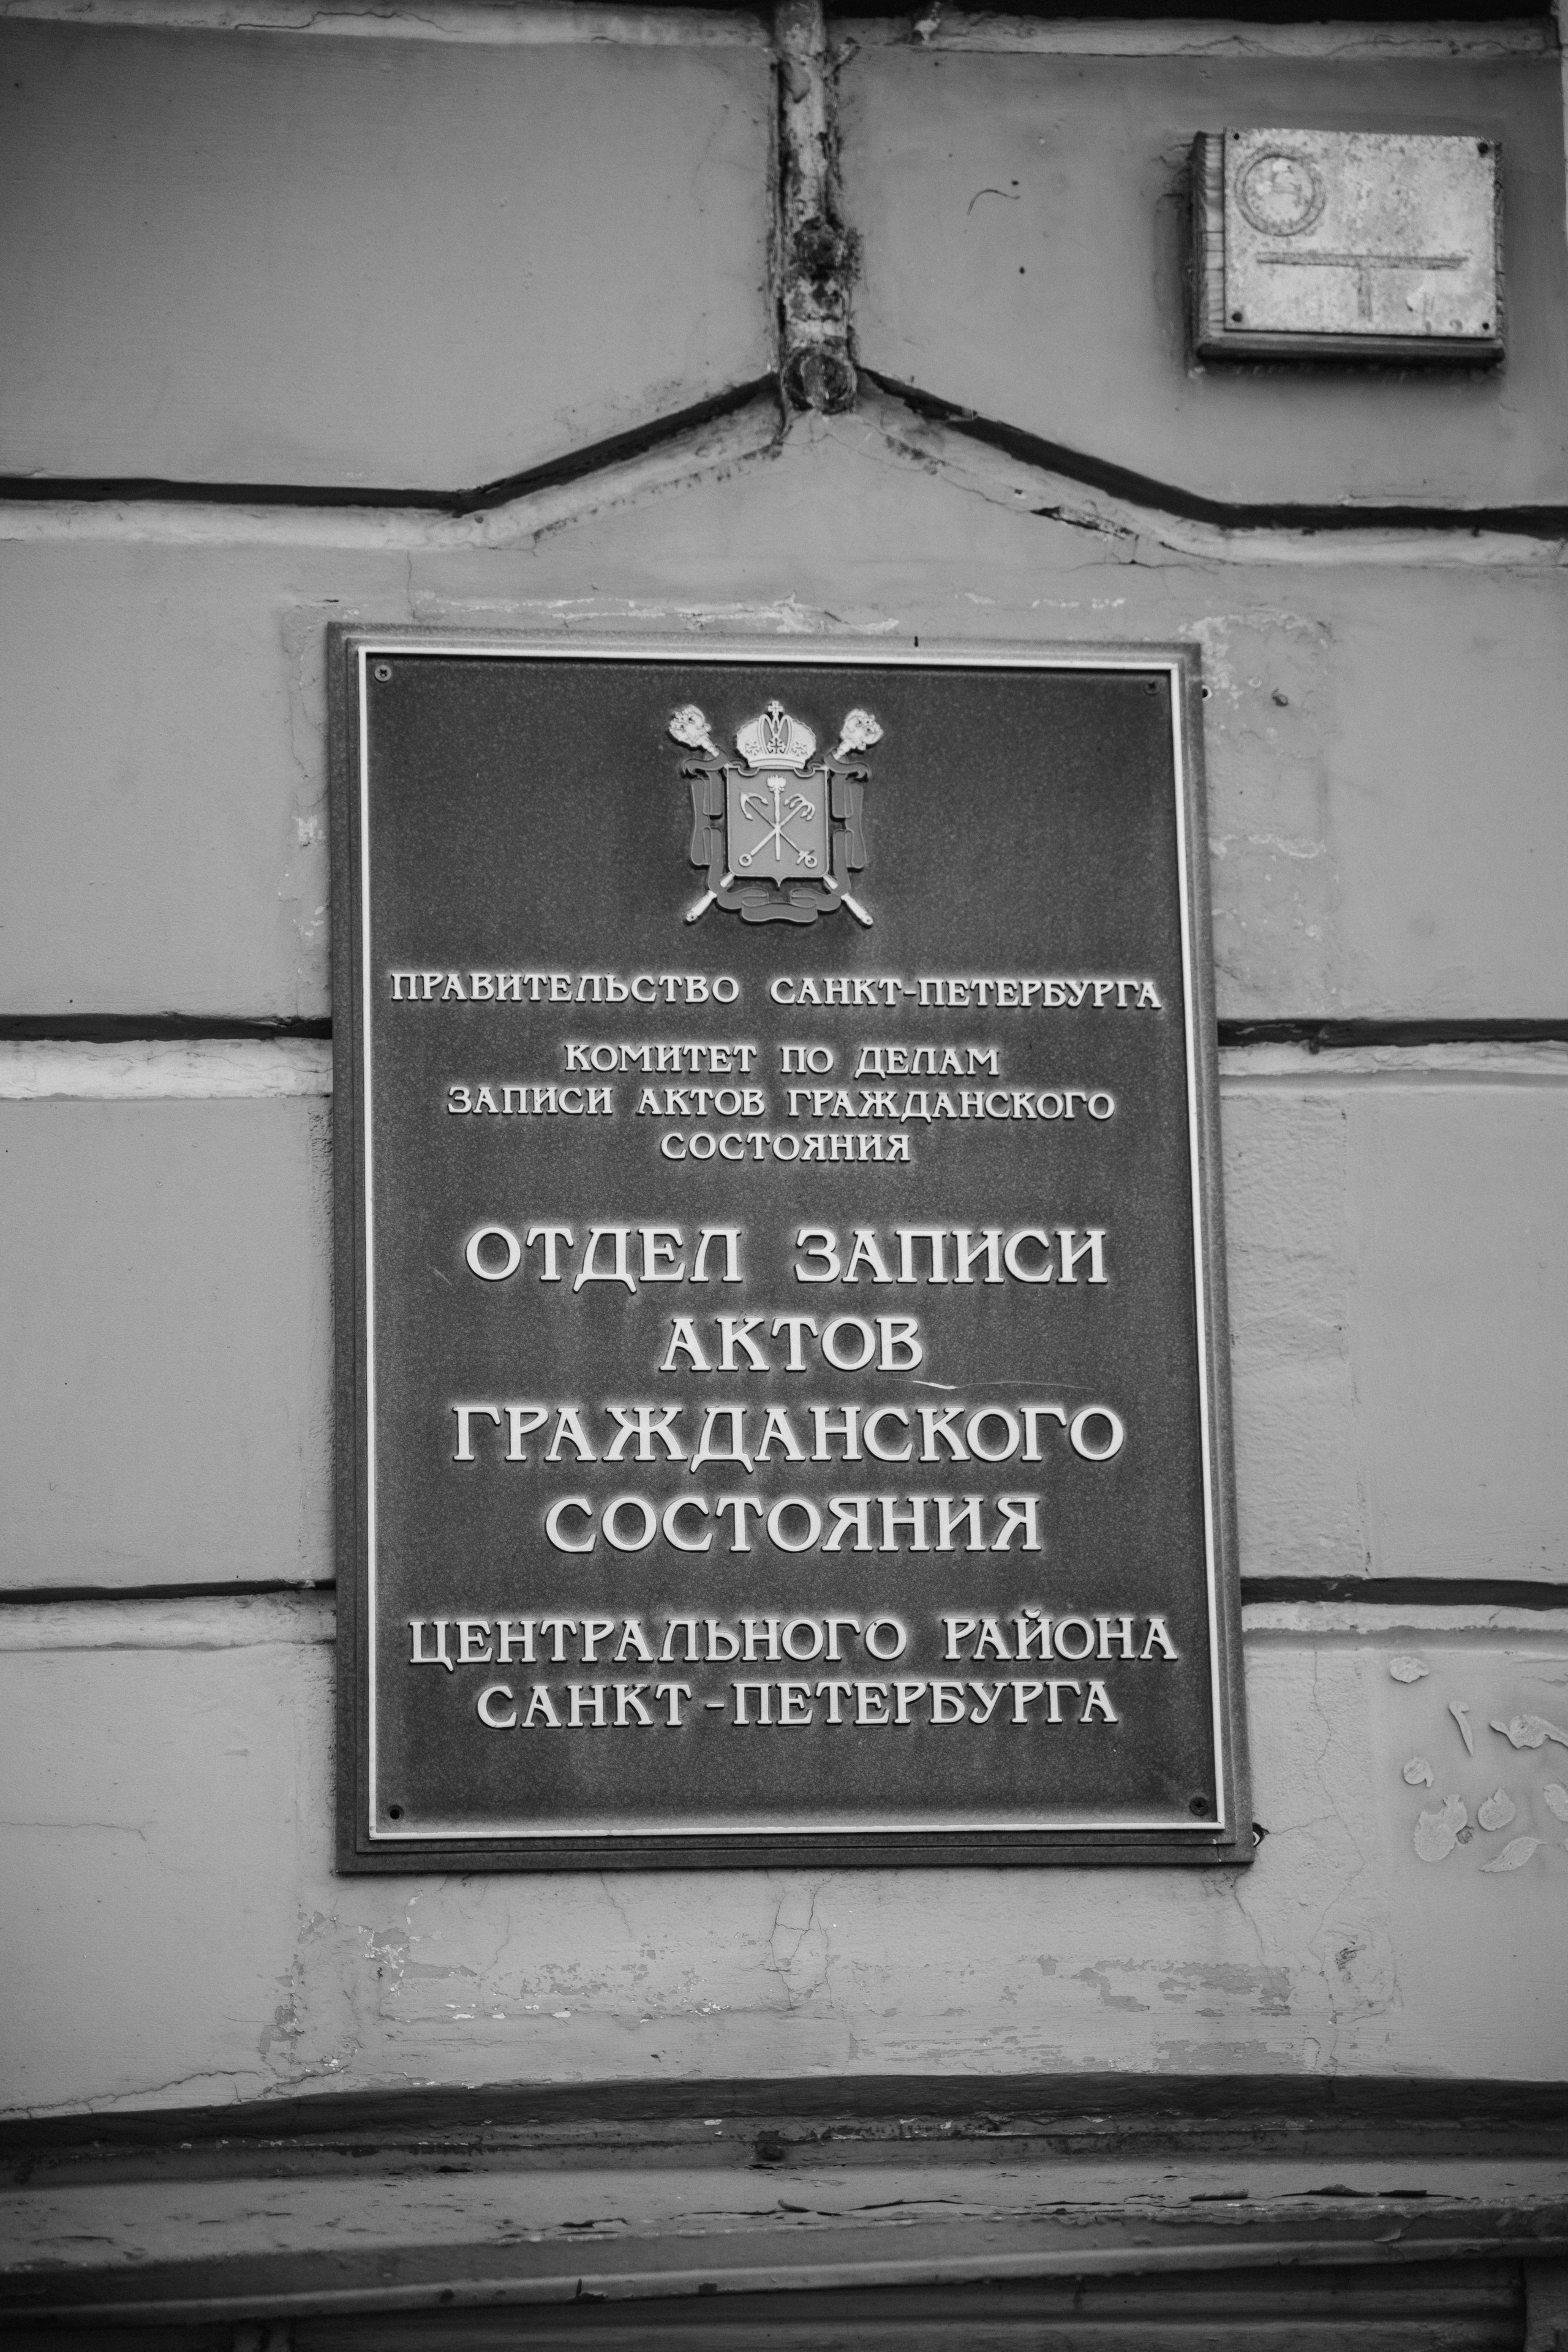 ПРАВИТЕЛЬСТВО САНКТ-ПЕТЕРБУРГА
КОМИТЕТ ПО ДЕЛАМ
ЗАПИСИ АКТОВ ГРАЖДАНСКОГО
СОСТОЯНИЯ
ОТДЕЛ ЗАПИСИ
АКТОВ
ГРАЖДАНСКОГО
СОСТОЯНИЯ
ЦЕНТРАЛЬНОГО РАЙОНА
САНКТ-ПЕТЕРБУРГА